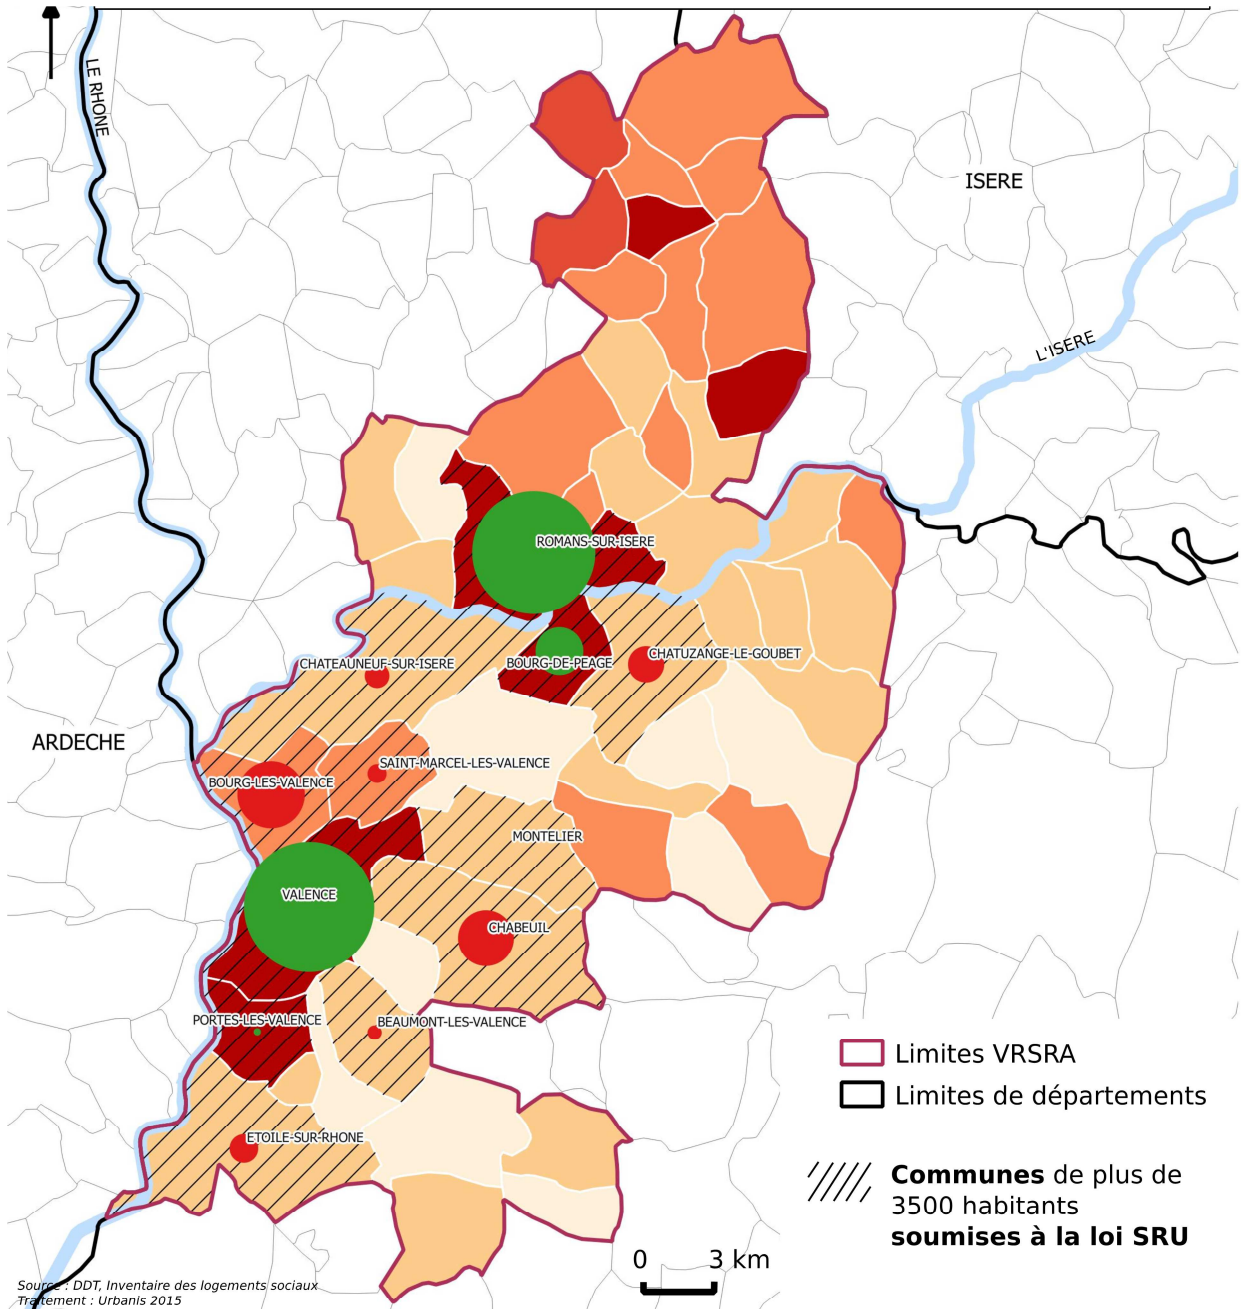 LE RHONE
ISERE
L'ISERE
ROMANS-SUR-ISERE
CHATEAUNEUF-SUR-ISERE
BOURG-DE-PEAGE
CHATUZANGE-LE-GOUBET
ARDECHE
BOURG-LES-VALENCE
SAINT-MARCEL-LES-VALENCE
MONTELIER
VALENCE
CHABEUIL
PORTES-LES-VALENCE
BEAUMONT-LES-VALENCE
ETOILE-SUR-RHONE
Limites VRSRA
Limites de départements
Communes de plus de
3500 habitants
soumises à la loi SRU
0 3 km
Source : DDT, Inventaire des logements sociaux
Traitement : Urbanis 2015